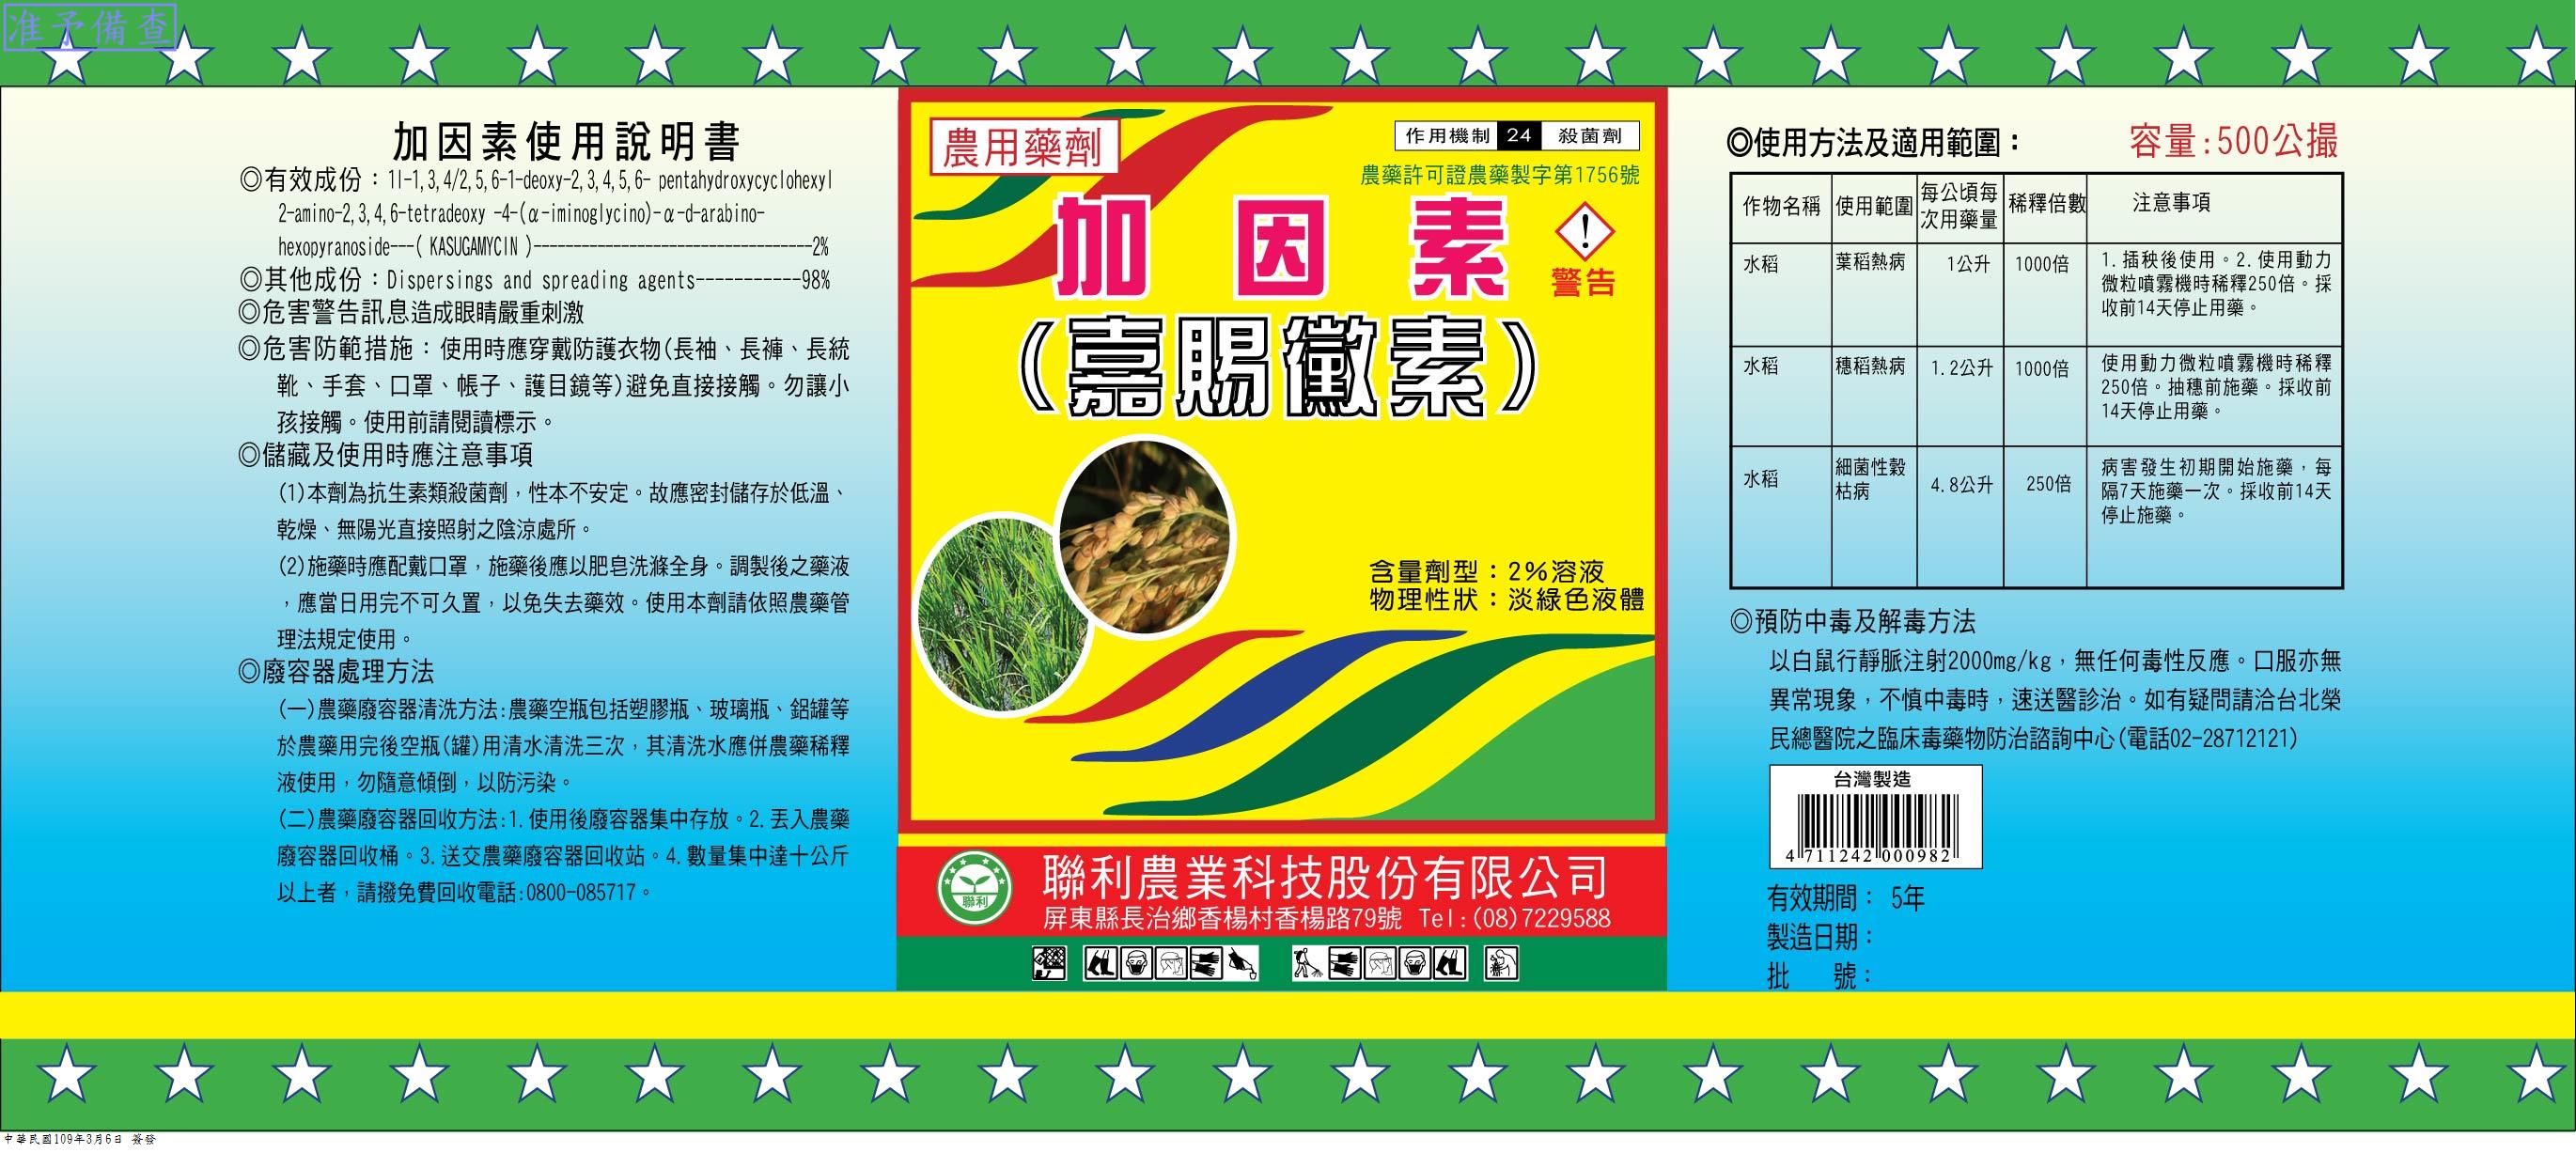 准予備查
加因素使用說明書
◎有效成份：1l-1,3,4/2,5,6-1-deoxy-2,3,4,5,6- pentahydroxycyclohexyl
2-amino-2,3,4,6-tetradeoxy -4-(α-iminoglycino)-α-d-arabino-
hexopyranoside---( KASUGAMYCIN )-----------------------------------2%
◎其他成份：Dispersings and spreading agents-----------98%
◎危害警告訊息造成眼睛嚴重刺激
◎危害防範措施：使用時應穿戴防護衣物(長袖、長褲、長統
靴、手套、口罩、帳子、護目鏡等)避免直接接觸。勿讓小
孩接觸。使用前請閱讀標示。
◎儲藏及使用時應注意事項
(1)本劑為抗生素類殺菌劑，性本不安定。故應密封儲存於低溫、
乾燥、無陽光直接照射之陰涼處所。
(2)施藥時應配戴口罩，施藥後應以肥皂洗滌全身。調製後之藥液
，應當日用完不可久置，以免失去藥效。使用本劑請依照農藥管
理法規定使用。
◎廢容器處理方法
(一)農藥廢容器清洗方法:農藥空瓶包括塑膠瓶、玻璃瓶、鋁罐等
於農藥用完後空瓶(罐)用清水清洗三次，其清洗水應併農藥稀釋
液使用，勿隨意傾倒，以防污染。
(二)農藥廢容器回收方法:1.使用後廢容器集中存放。2.丟入農藥
廢容器回收桶。3.送交農藥廢容器回收站。4.數量集中達十公斤
以上者，請撥免費回收電話:0800-085717。
農用藥劑
作用機制 24 殺菌劑
農藥許可證農藥製字第1756號
加因素
警告
(嘉賜黴素)
含量劑型：2%溶液
物理性狀：淡綠色液體
聯利
聯利農業科技股份有限公司
屏東縣長治鄉香楊村香楊路79號 Tel:(08)7229588
◎使用方法及適用範圍：
容量:500公撮
作物名稱 使用範圍 每公頃每次用藥量 稀釋倍數 注意事項
水稻 葉稻熱病 1公升 1000倍 1.插秧後使用。2.使用動力
微粒噴霧機時稀釋250倍。採
收前14天停止用藥。
水稻 穗稻熱病 1.2公升 1000倍 使用動力微粒噴霧機時稀釋
250倍。抽穗前施藥。採收前
14天停止用藥。
水稻 細菌性穀枯病 4.8公升 250倍 病害發生初期開始施藥，每
隔7天施藥一次。採收前14天
停止施藥。
◎預防中毒及解毒方法
以白鼠行靜脈注射2000mg/kg，無任何毒性反應。口服亦無
異常現象，不慎中毒時，速送醫診治。如有疑問請洽台北榮
民總醫院之臨床毒藥物防治諮詢中心(電話02-28712121)
台灣製造
4 711242 000982
有效期間： 5年
製造日期：
批 號：
中華民國109年3月6日 簽發